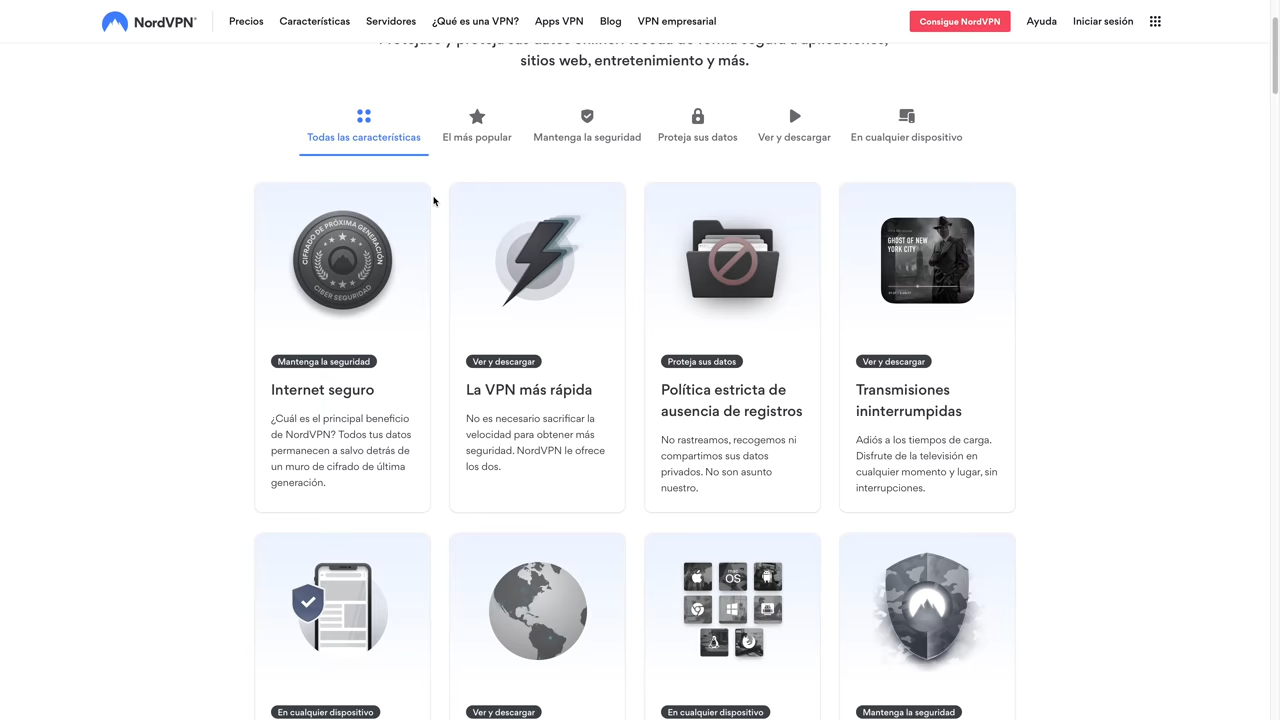 NordVPN®
Precios
Características
Servidores
¿Qué es una VPN?
Apps VPN
Blog
VPN empresarial
Consigue NordVPN
Ayuda
Iniciar sesión
sitios web, entretenimiento y más.
Todas las características
El más popular
Mantenga la seguridad
Proteja sus datos
Ver y descargar
En cualquier dispositivo
CIFRADO DE PRÓXIMA GENERACIÓN
CIBER SEGURIDAD
Mantenga la seguridad
Internet seguro
¿Cuál es el principal beneficio
de NordVPN? Todos tus datos
permanecen a salvo detrás de
un muro de cifrado de última
generación.
Ver y descargar
La VPN más rápida
No es necesario sacrificar la
velocidad para obtener más
seguridad. NordVPN le ofrece
los dos.
Proteja sus datos
Política estricta de
ausencia de registros
No rastreamos, recogemos ni
compartimos sus datos
privados. No son asunto
nuestro.
GHOST OF NEW
YORK CITY
Ver y descargar
Transmisiones
ininterrumpidas
Adiós a los tiempos de carga.
Disfrute de la televisión en
cualquier momento y lugar, sin
interrupciones.
En cualquier dispositivo
Ver y descargar
macOS
En cualquier dispositivo
Mantenga la seguridad